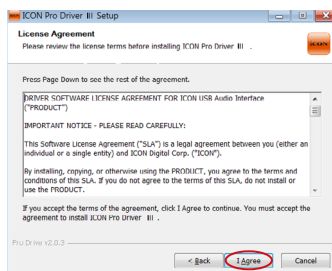 ICON Pro Driver III Setup
License Agreement
Please review the license terms before installing ICON Pro Driver III .
ICON
Press Page Down to see the rest of the agreement.
DRIVER SOFTWARE LICENSE AGREEMENT FOR ICON USB Audio Interface
("PRODUCT")
IMPORTANT NOTICE - PLEASE READ CAREFULLY:
This Software License Agreement ("SLA") is a legal agreement between you (either an
individual or a single entity) and ICON Digital Corp. ("ICON").
By installing, copying, or otherwise using the PRODUCT, you agree to the terms and
conditions of this SLA. If you do not agree to the terms of this SLA, do not install or
use the PRODUCT.
If you accept the terms of the agreement, click I Agree to continue. You must accept the
agreement to install ICON Pro Driver III .
Pro Drive v2.0.3
< Back
I Agree
Cancel